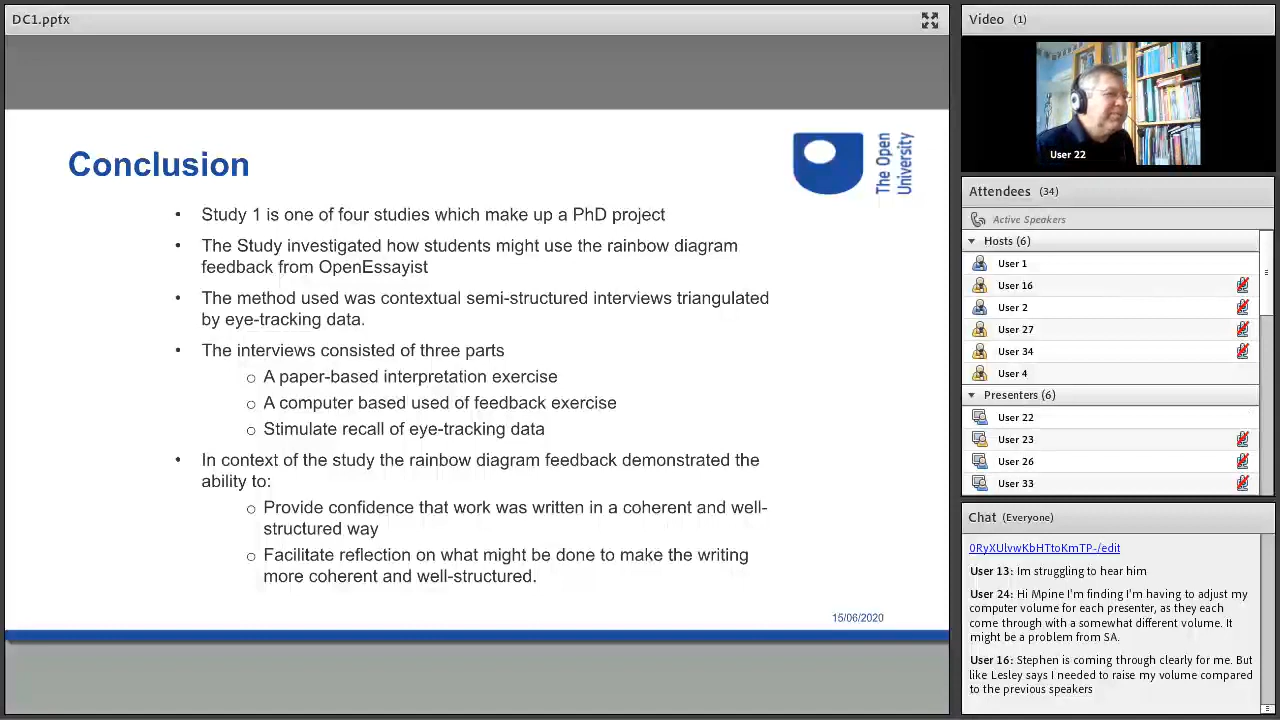 DC1.pptx
Conclusion
The Open
University
• Study 1 is one of four studies which make up a PhD project
• The Study investigated how students might use the rainbow diagram
feedback from OpenEssayist
• The method used was contextual semi-structured interviews triangulated
by eye-tracking data.
• The interviews consisted of three parts
o A paper-based interpretation exercise
o A computer based used of feedback exercise
o Stimulate recall of eye-tracking data
• In context of the study the rainbow diagram feedback demonstrated the
ability to:
o Provide confidence that work was written in a coherent and well-
structured way
o Facilitate reflection on what might be done to make the writing
more coherent and well-structured.
15/06/2020
Video (1)
User 22
Attendees (34)
Active Speakers
Hosts (6)
User 1
User 16
User 2
User 27
User 34
User 4
Presenters (6)
User 22
User 23
User 26
User 33
Chat (Everyone)
0RyXUlvwKbHTtoKmTP-/edit
User 13: Im struggling to hear him
User 24: Hi Mpine I'm finding I'm having to adjust my
computer volume for each presenter, as they each
come through with a somewhat different volume. It
might be a problem from SA.
User 16: Stephen is coming through clearly for me. But
like Lesley says I needed to raise my volume compared
to the previous speakers